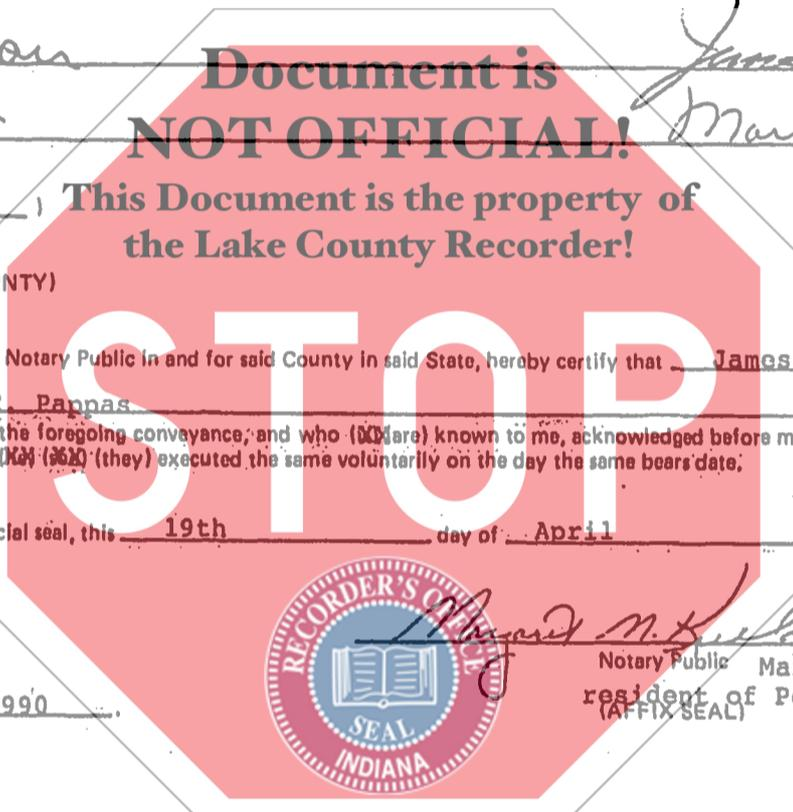 Document is
NOT OFFICIAL!
This Document is the property of
the Lake County Recorder!
NTY)
STOP
Notary Public in and for said County in said State, hereby certify that James
Pappas
the foregoing conveyance, and who (XXare) known to me, acknowledged before m
(they) executed the same voluntarily on the day the same bears date.
cial seal, this 19th day of April
RECORDER'S OFFICE
SEAL
INDIANA
Notary Public Ma
resident of P
(AFFIX SEAL)
990